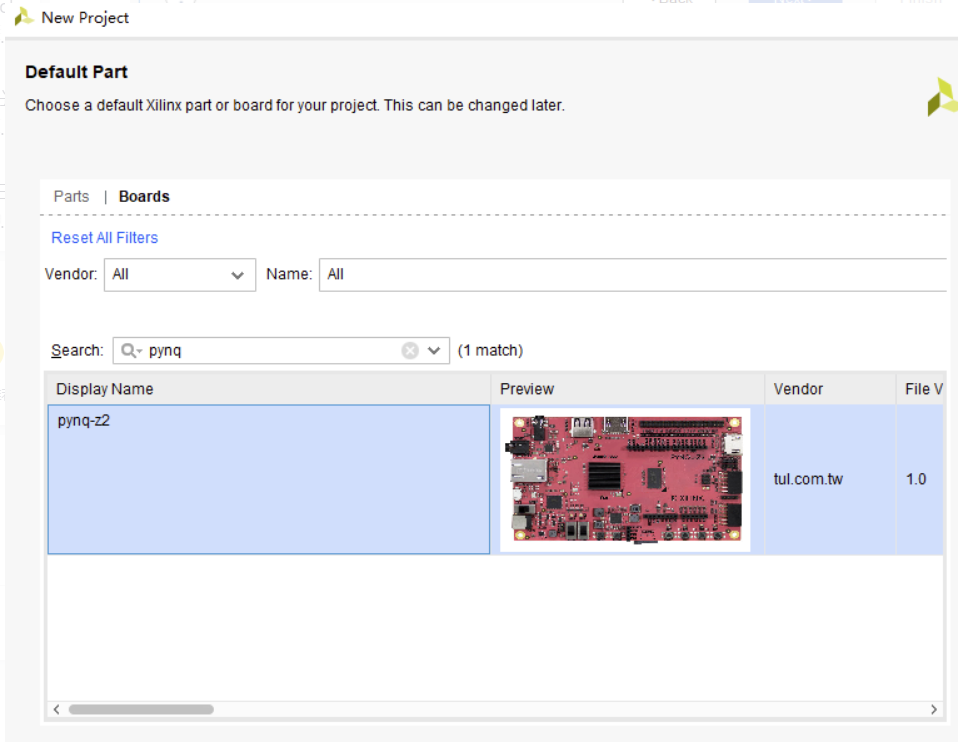 New Project
Default Part
Choose a default Xilinx part or board for your project. This can be changed later.
Parts | Boards
Reset All Filters
Vendor: All Name: All
Search: pynq (1 match)
Display Name Preview Vendor File V
pynq-z2 tul.com.tw 1.0